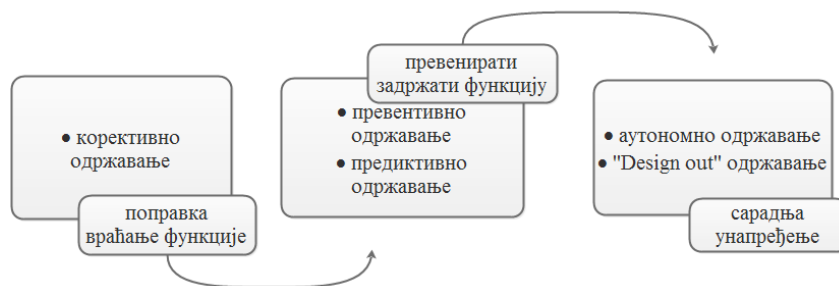 • корективно
одржавање
поправка
враћање функције
превенирати
задржати функцију
• превентивно
одржавање
• предиктивно
одржавање
• аутономно одржавање
• "Design out" одржавање
сарадња
унапређење